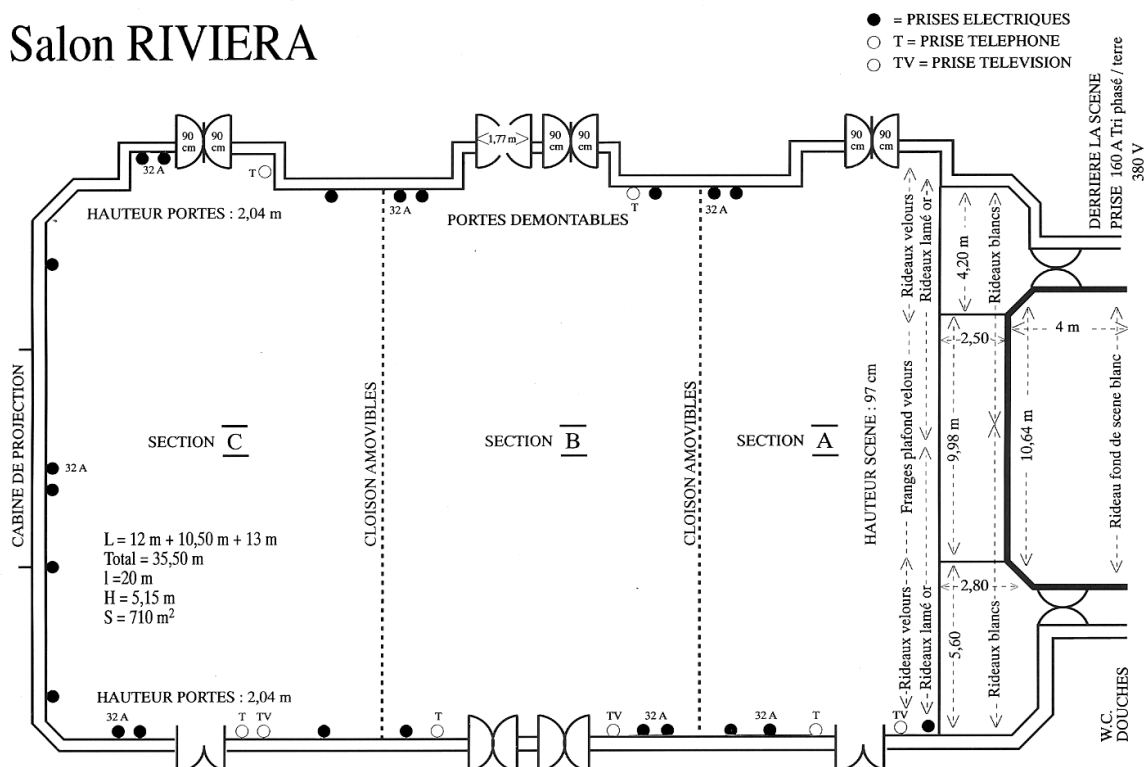 Salon RIVIERA
● = PRISES ELECTRIQUES
○ T = PRISE TELEPHONE
○ TV = PRISE TELEVISION
DERRIERE LA SCENE
PRISE 160 A Tri phasé / terre
380 V
90 cm
90 cm
1,77 m
90 cm
90 cm
90 cm
90 cm
32 A
T
HAUTEUR PORTES : 2,04 m
32 A
PORTES DEMONTABLES
T
32 A
Rideaux velours
Rideaux lamé or
4,20 m
Rideaux blancs
2,50
4 m
CABINE DE PROJECTION
SECTION C
CLOISON AMOVIBLES
SECTION B
CLOISON AMOVIBLES
SECTION A
HAUTEUR SCENE : 97 cm
Franges plafond velours
9,98 m
10,64 m
Rideau fond de scene blanc
32 A
L = 12 m + 10,50 m + 13 m
Total = 35,50 m
l =20 m
H = 5,15 m
S = 710 m²
2,80
Rideaux velours
Rideaux lamé or
5,60
Rideaux blancs
HAUTEUR PORTES : 2,04 m
32 A
T
TV
T
TV
32 A
32 A
T
TV
W.C.
DOUCHES